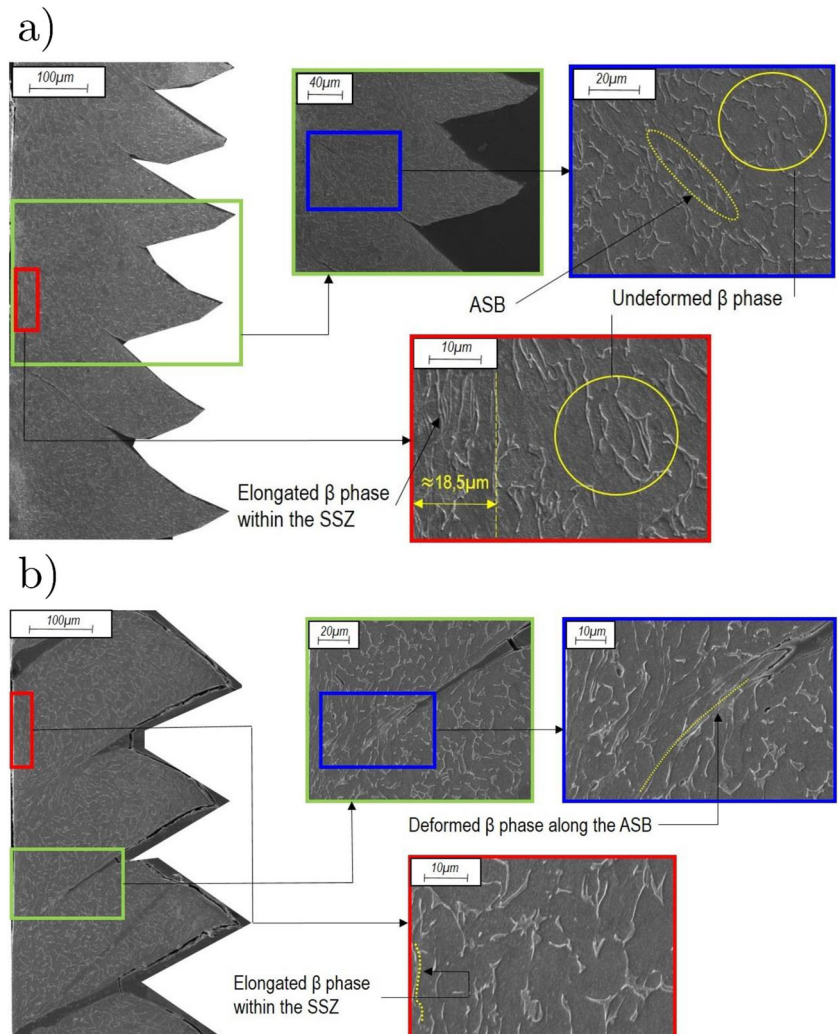 a)
100µm
40µm
20µm
ASB
Undeformed β phase
10µm
≈18,5µm
Elongated β phase
within the SSZ
b)
100µm
20µm
10µm
Deformed β phase along the ASB
10µm
Elongated β phase
within the SSZ